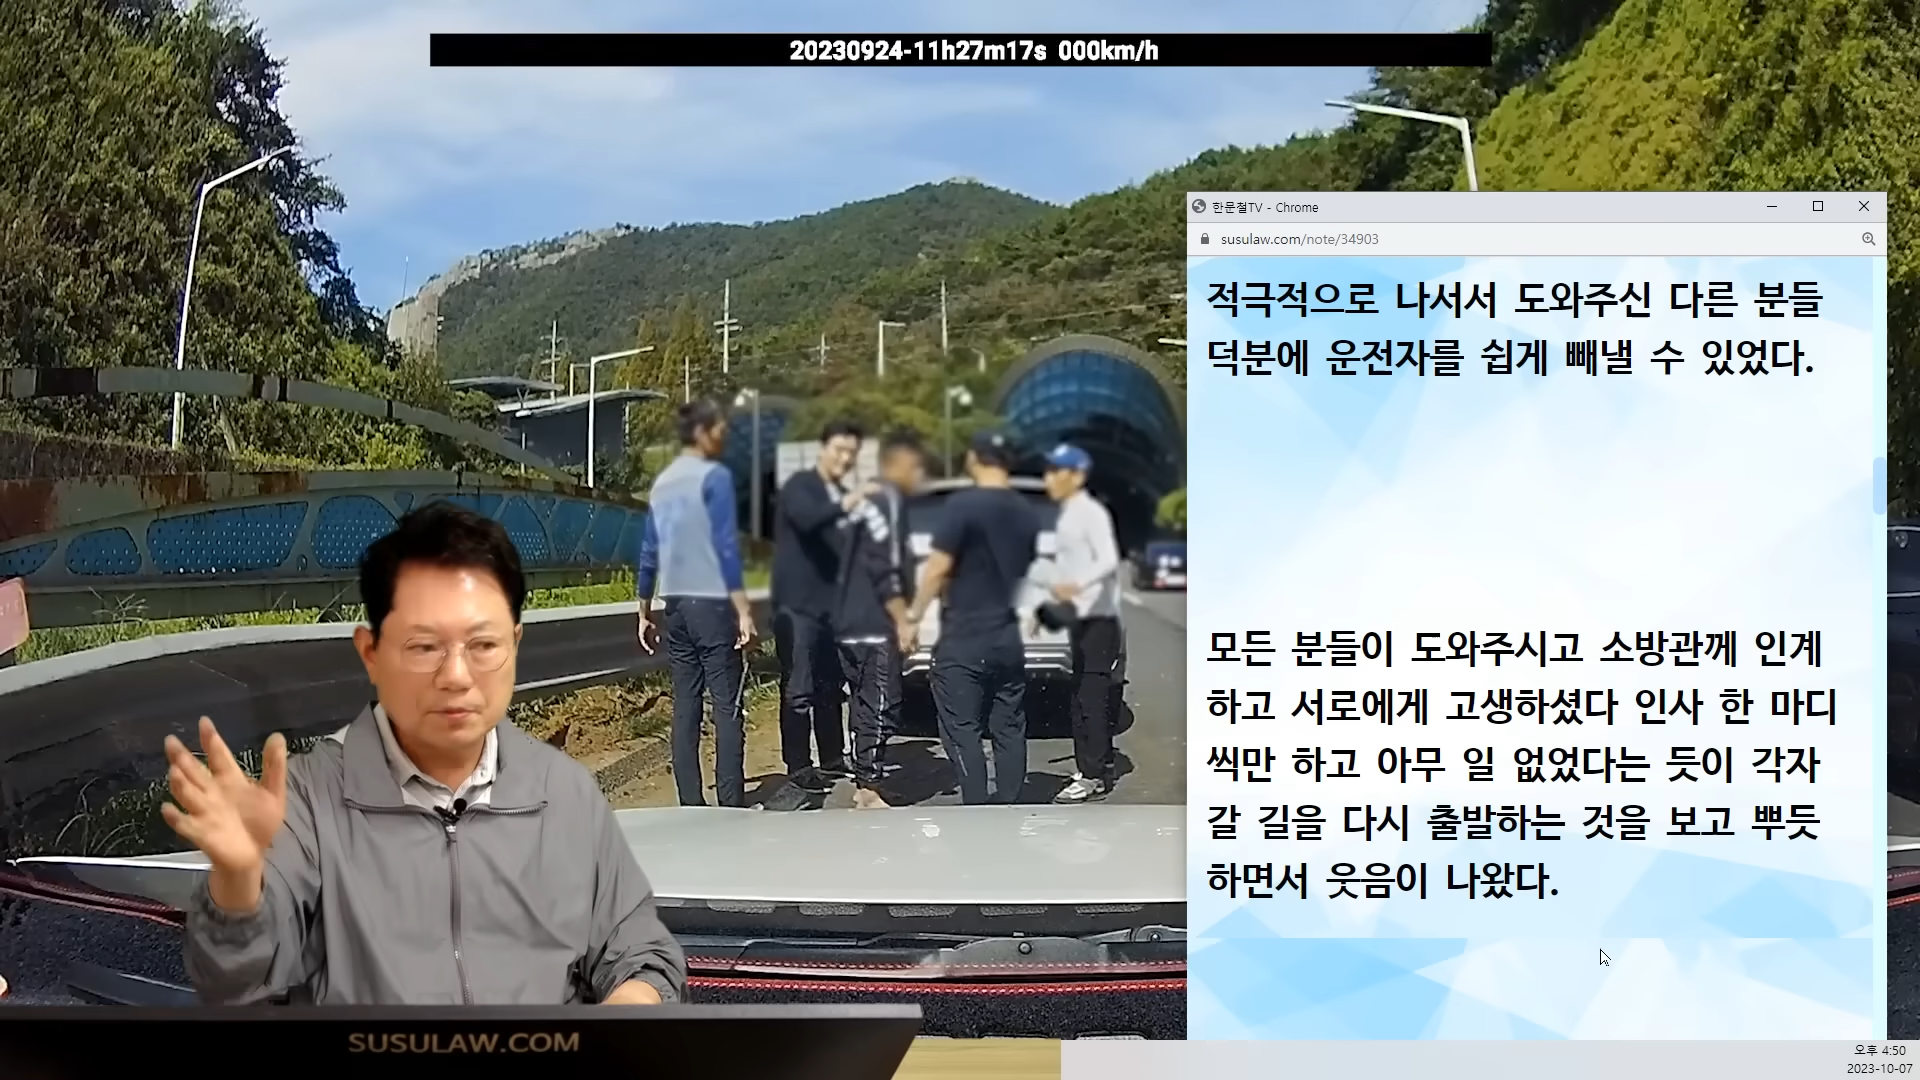 20230924-11h27m17s 000km/h
한문철TV - Chrome
susulaw.com/note/34903
적극적으로 나서서 도와주신 다른 분들
덕분에 운전자를 쉽게 빼낼 수 있었다.
모든 분들이 도와주시고 소방관께 인계
하고 서로에게 고생하셨다 인사 한 마디
씩만 하고 아무 일 없었다는 듯이 각자
갈 길을 다시 출발하는 것을 보고 뿌듯
하면서 웃음이 나왔다.
SUSULAW.COM
오후 4:50
2023-10-07